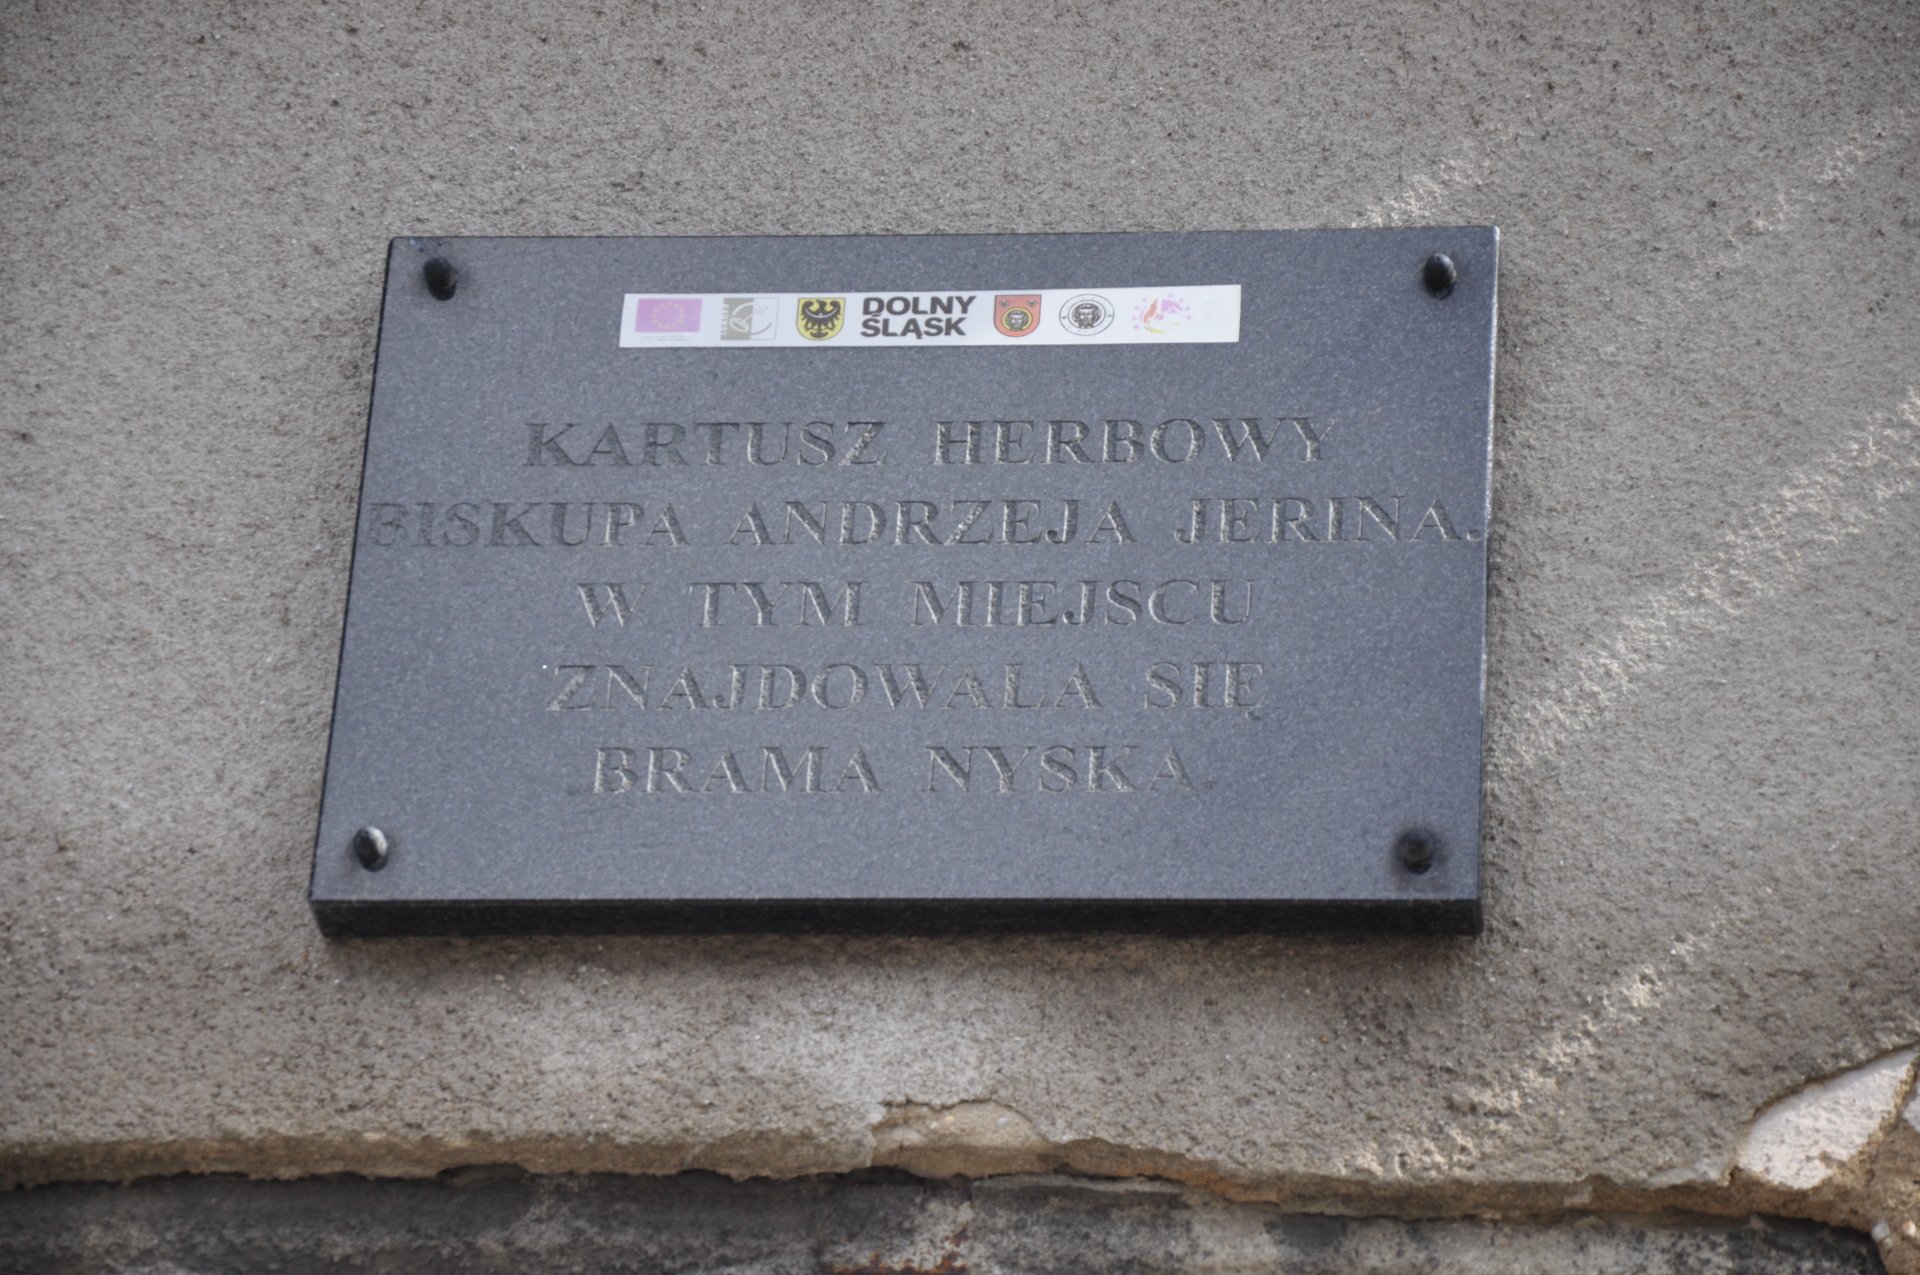 DOLNY
ŚLĄSK
KARTUSZ HERBOWY
BISKUPA ANDRZEJA JERINA.
W TYM MIEJSCU
ZNAJDOWAŁA SIĘ
BRAMA NYSKA.